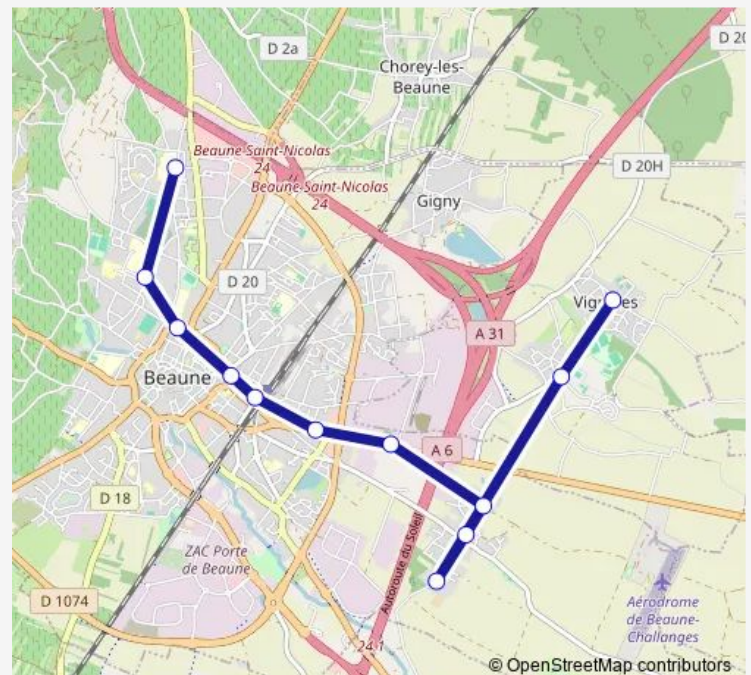 D 2a
D 20
Chorey-les-
Beaune
Beaune-Saint-Nicolas
24
Beaune-Saint-Nicolas
24
D 20H
Gigny
D 20
A 31
Beaune
A 6
D 18
Autoroute du Soleil
ZAC Porte
de Beaune
D 1074
Aérodrome
de Beaune-
Challanges
24.1
© OpenStreetMap contributors